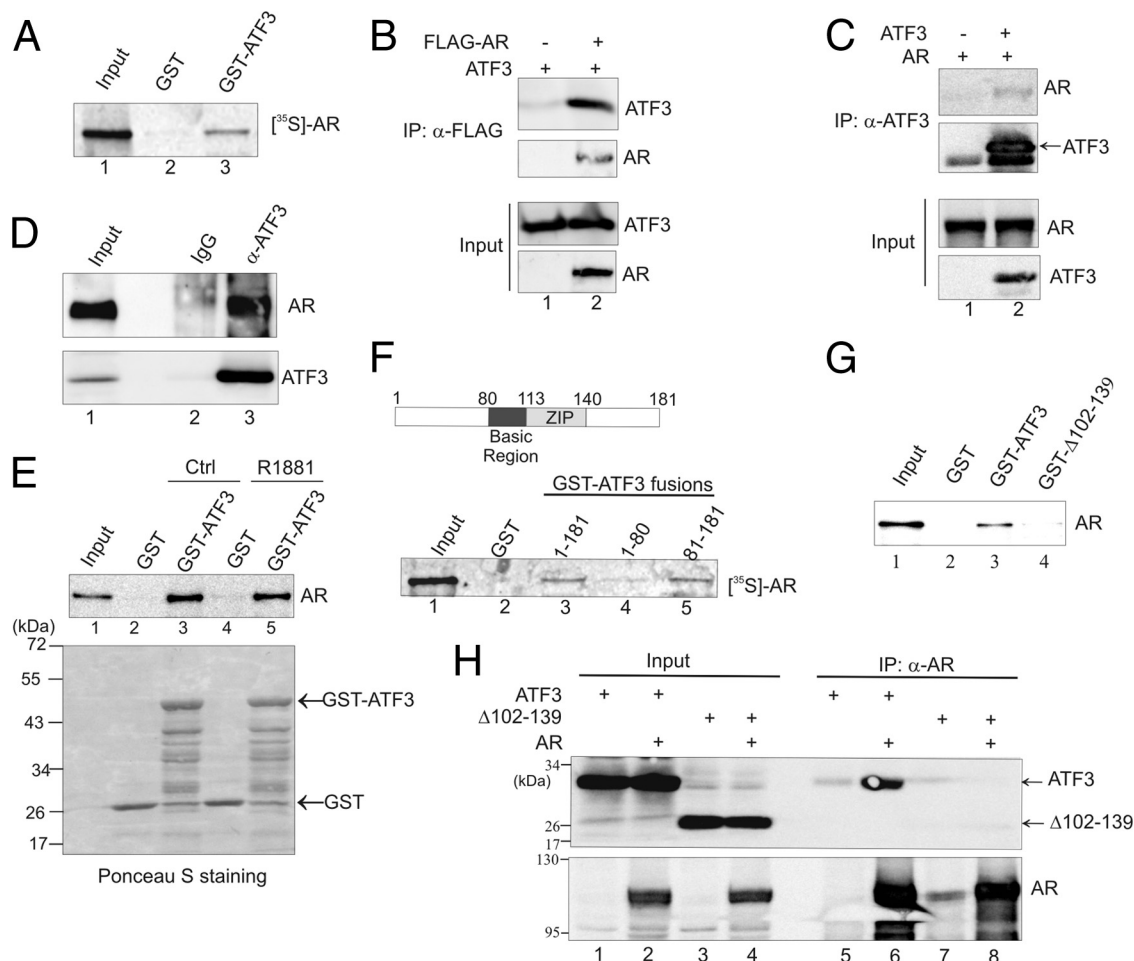 A
Input
GST
GST-ATF3
[35S]-AR
1 2 3
B
FLAG-AR - +
ATF3 + +
ATF3
IP: α-FLAG
AR
ATF3
Input
AR
1 2
C
ATF3 - +
AR + +
AR
IP: α-ATF3
←ATF3
AR
Input
ATF3
1 2
D
Input
IgG
α-ATF3
AR
ATF3
1 2 3
E
Ctrl R1881
Input
GST
GST-ATF3
GST
GST-ATF3
AR
1 2 3 4 5
(kDa)
72
55
43
34
26
17
←GST-ATF3
←GST
Ponceau S staining
F
1 80 113 140 181
ZIP
Basic
Region
GST-ATF3 fusions
Input
GST
1-181
1-80
81-181
[35S]-AR
1 2 3 4 5
G
Input
GST
GST-ATF3
GST-Δ102-139
AR
1 2 3 4
H
Input IP: α-AR
ATF3 + + + +
Δ102-139 + + + +
AR + + + +
34
(kDa)
26
17
←ATF3
←Δ102-139
130
95
AR
1 2 3 4 5 6 7 8